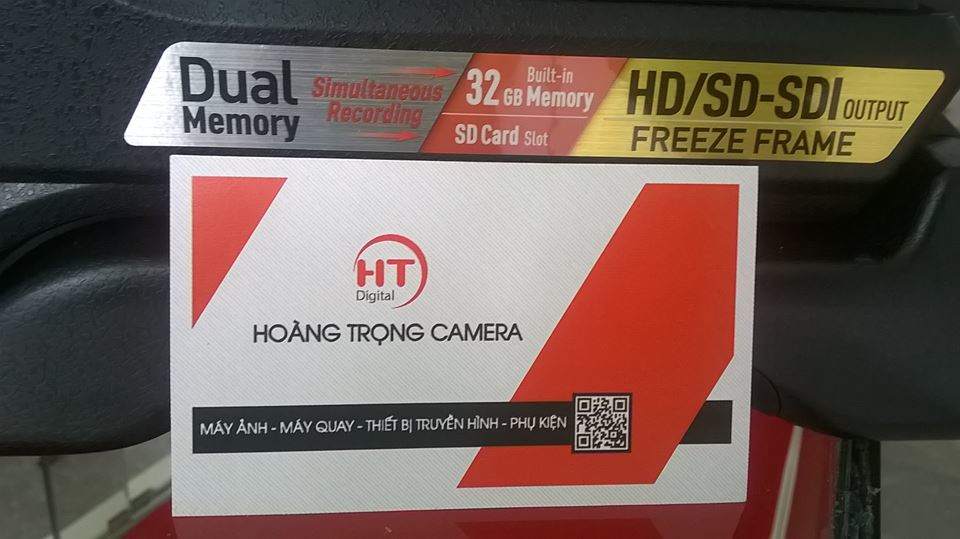 Dual
Memory
Simultaneous
Recording
32 GB Built-in Memory
SD Card Slot
HD/SD-SDI OUTPUT
FREEZE FRAME
HT
Digital
HOÀNG TRỌNG CAMERA
MÁY ẢNH - MÁY QUAY - THIẾT BỊ TRUYỀN HÌNH - PHỤ KIỆN